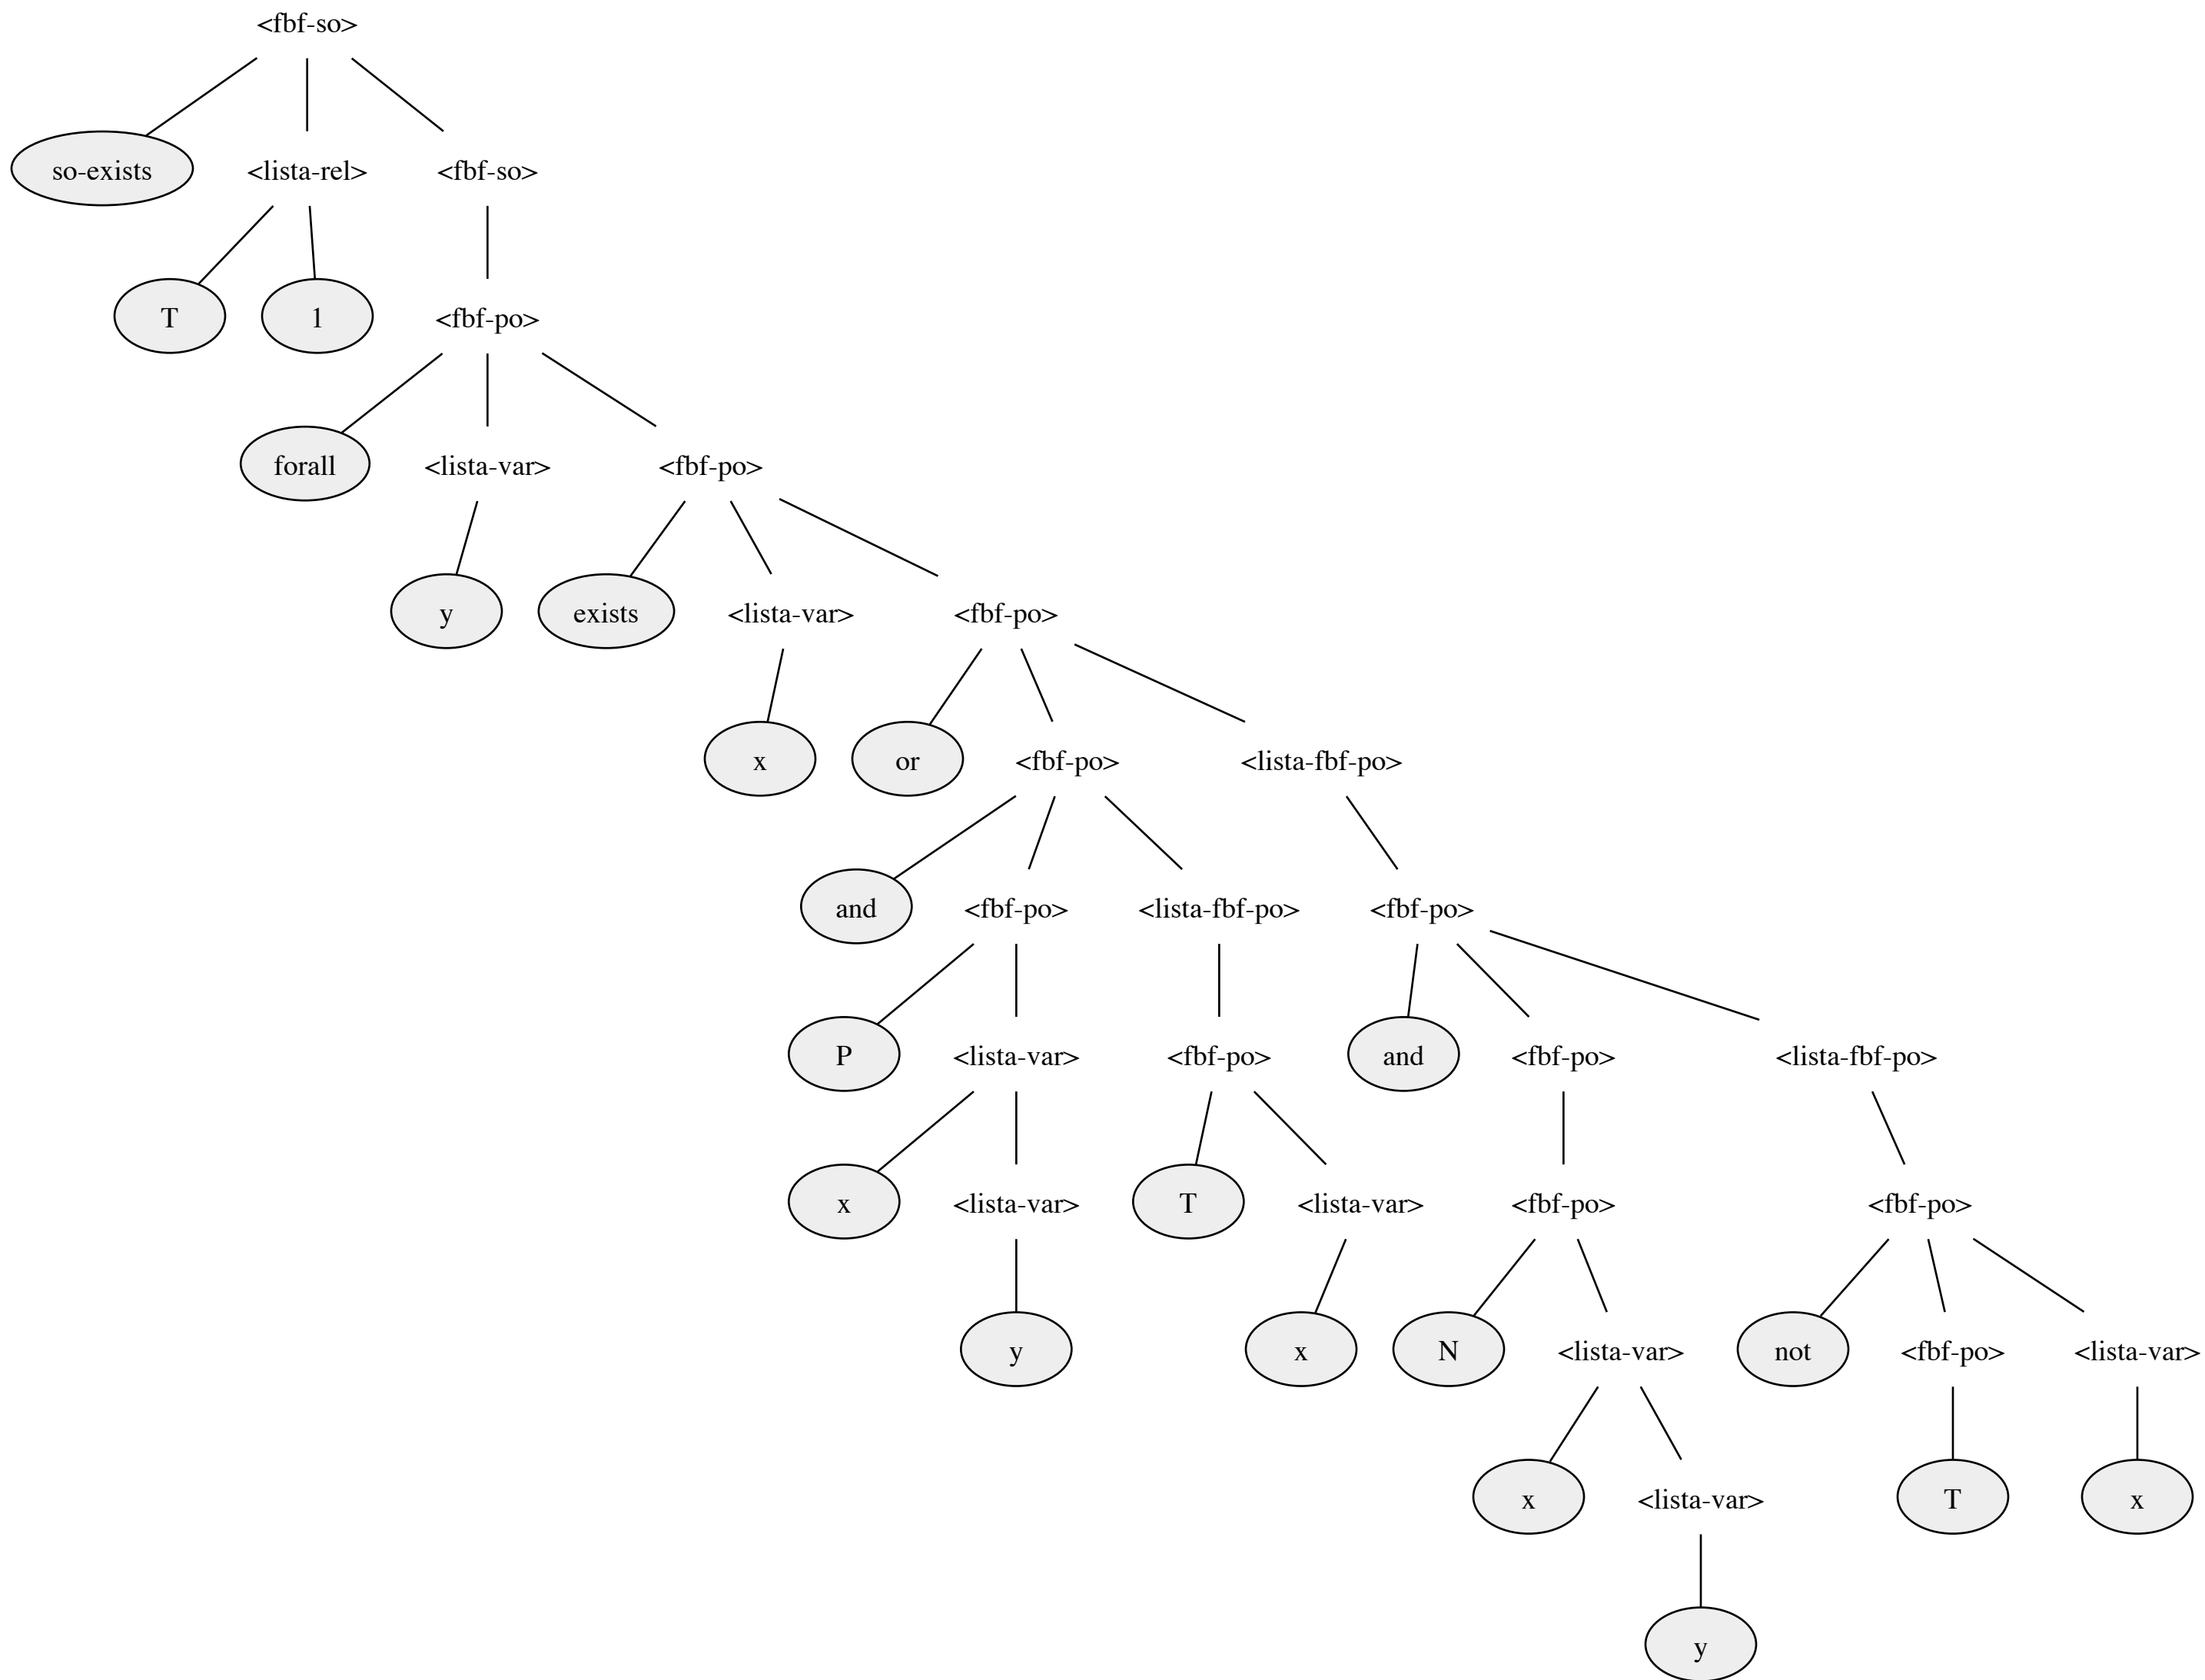 <fbf-so>
so-exists <lista-rel> <fbf-so>
T 1 <fbf-po>
forall <lista-var> <fbf-po>
y exists <lista-var> <fbf-po>
x or <fbf-po> <lista-fbf-po>
and <fbf-po> <lista-fbf-po> <fbf-po>
P <lista-var> <fbf-po> and <fbf-po> <lista-fbf-po>
x <lista-var> T <lista-var> <fbf-po> <fbf-po>
y x N <lista-var> not <fbf-po> <lista-var>
x <lista-var> T x
y